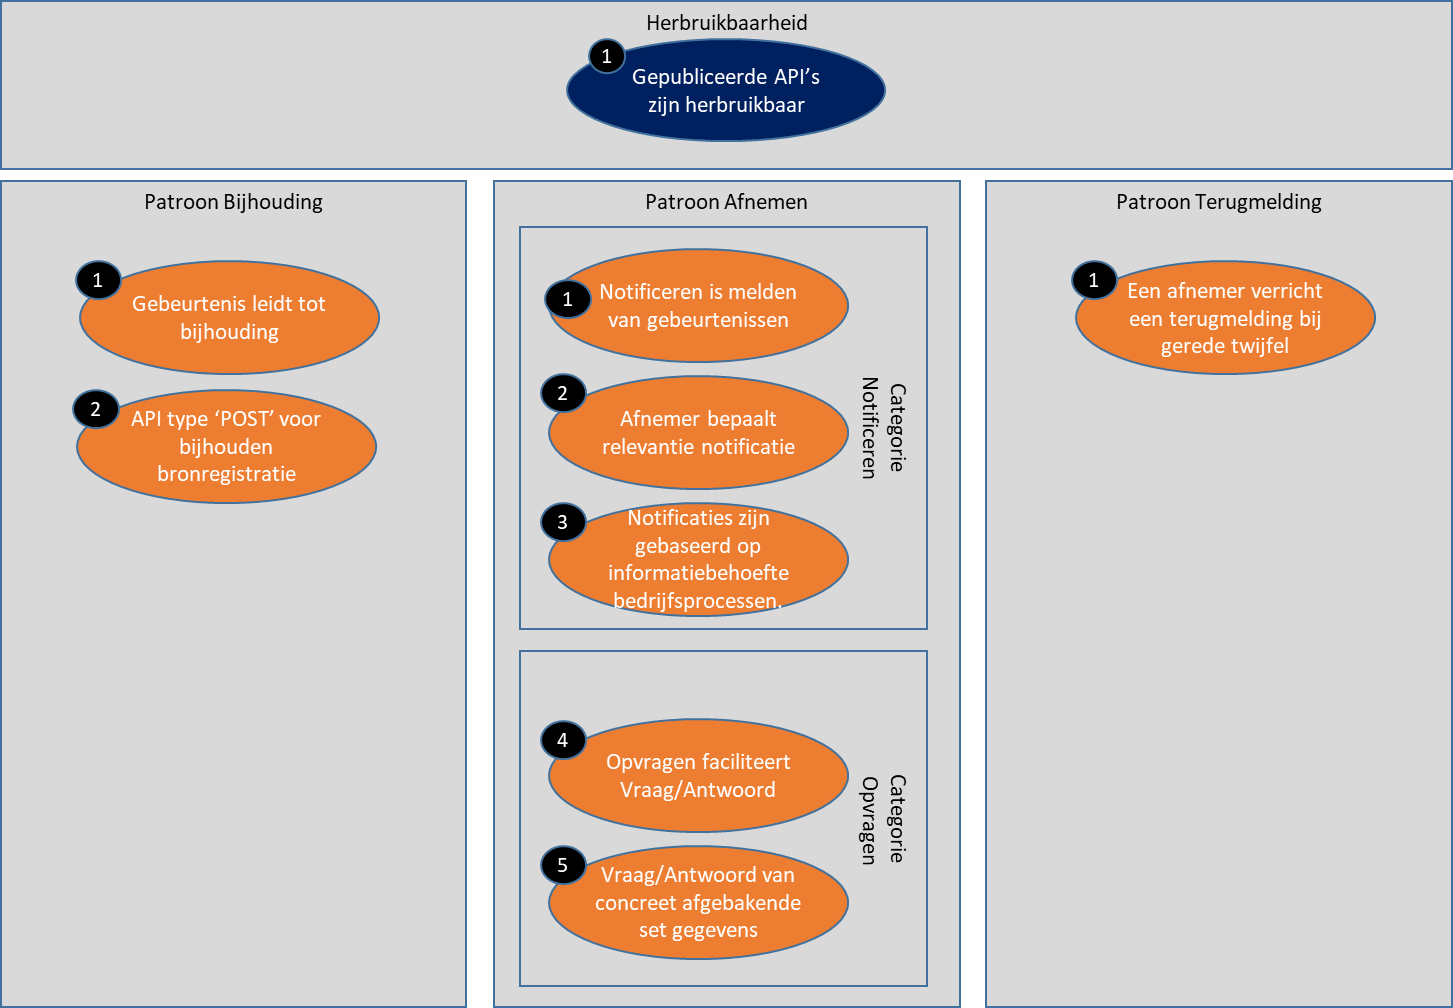 Herbruikbaarheid
1
Gepubliceerde API’s
zijn herbruikbaar
Patroon Bijhouding
1
Gebeurtenis leidt tot
bijhouding
2
API type ‘POST’ voor
bijhouden
bronregistratie
Patroon Afnemen
1
Notificeren is melden
van gebeurtenissen
2
Afnemer bepaalt
relevantie notificatie
3
Notificaties zijn
gebaseerd op
informatiebehoefte
bedrijfsprocessen.
Categorie
Notificeren
4
Opvragen faciliteert
Vraag/Antwoord
5
Vraag/Antwoord van
concreet afgebakende
set gegevens
Categorie
Opvragen
Patroon Terugmelding
1
Een afnemer verricht
een terugmelding bij
gerede twijfel